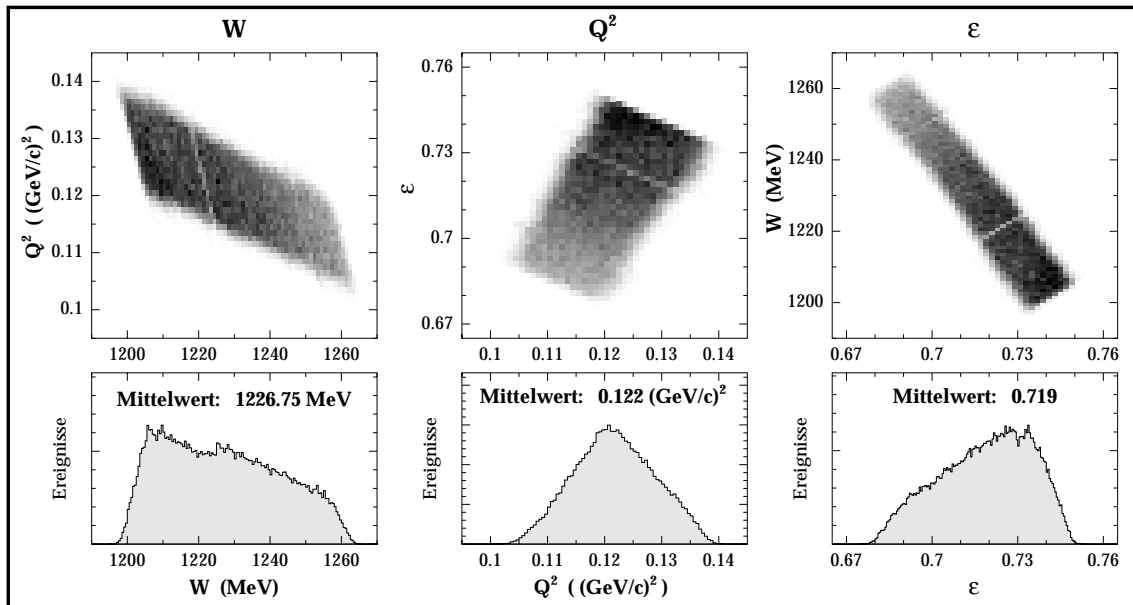 W
Q²
ε
0.14
0.13
0.12
0.11
0.1
Q² ( (GeV/c)²)
1200
1220
1240
1260
0.76
0.73
0.7
0.67
ε
0.1
0.11
0.12
0.13
0.14
1260
1240
1220
1200
W (MeV)
0.67
0.7
0.73
0.76
Mittelwert: 1226.75 MeV
Ereignisse
1200
1220
1240
1260
W (MeV)
Mittelwert: 0.122 (GeV/c)²
Ereignisse
0.1
0.11
0.12
0.13
0.14
Q² ( (GeV/c)²)
Mittelwert: 0.719
Ereignisse
0.67
0.7
0.73
0.76
ε